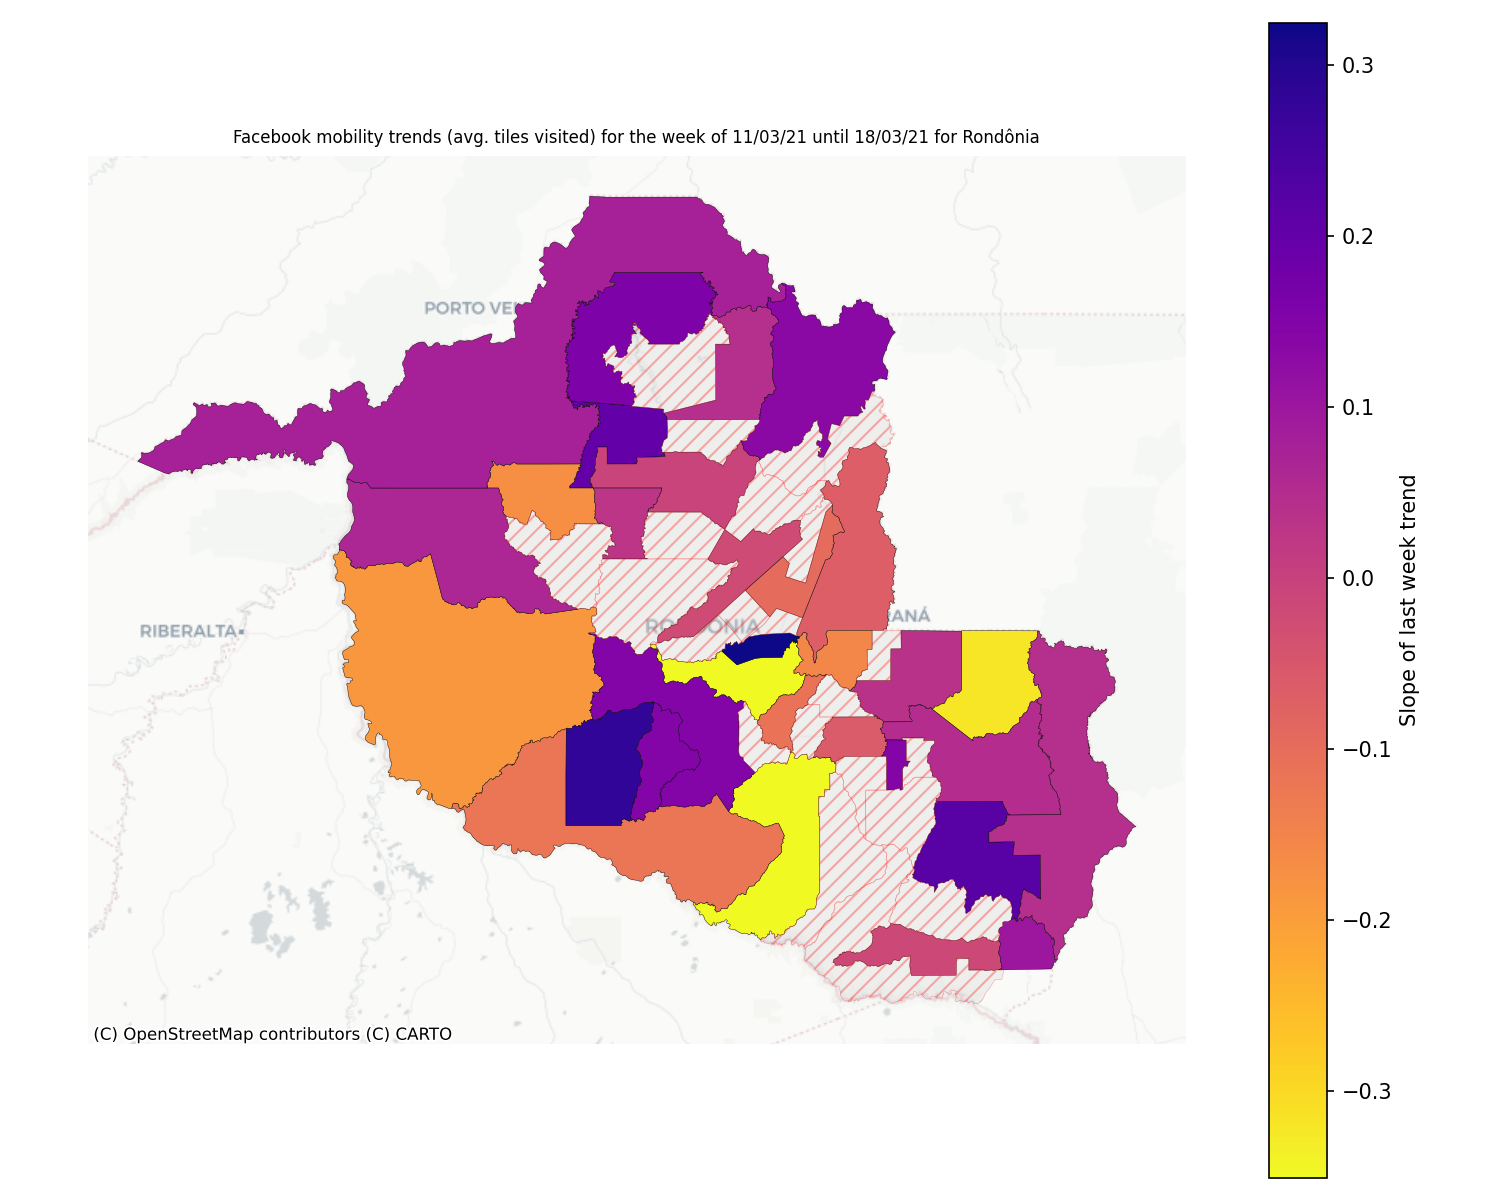 Facebook mobility trends (avg. tiles visited) for the week of 11/03/21 until 18/03/21 for Rondônia
0.3
0.2
0.1
0.0
−0.1
−0.2
−0.3
Slope of last week trend
PORTO VEL
RIBERALTA
RONDONIA
ANÁ
(C) OpenStreetMap contributors (C) CARTO